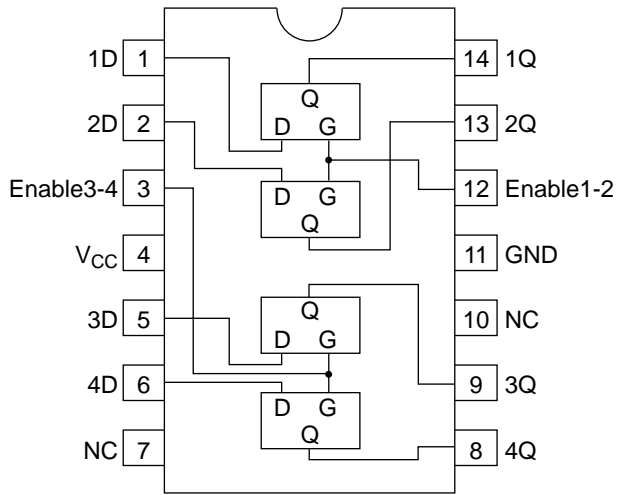 1D 1 14 1Q
Q
D G
2D 2 13 2Q
D G
Q
Enable3-4 3 12 Enable1-2
VCC 4 11 GND
3D 5 10 NC
Q
D G
4D 6 9 3Q
D G
Q
NC 7 8 4Q